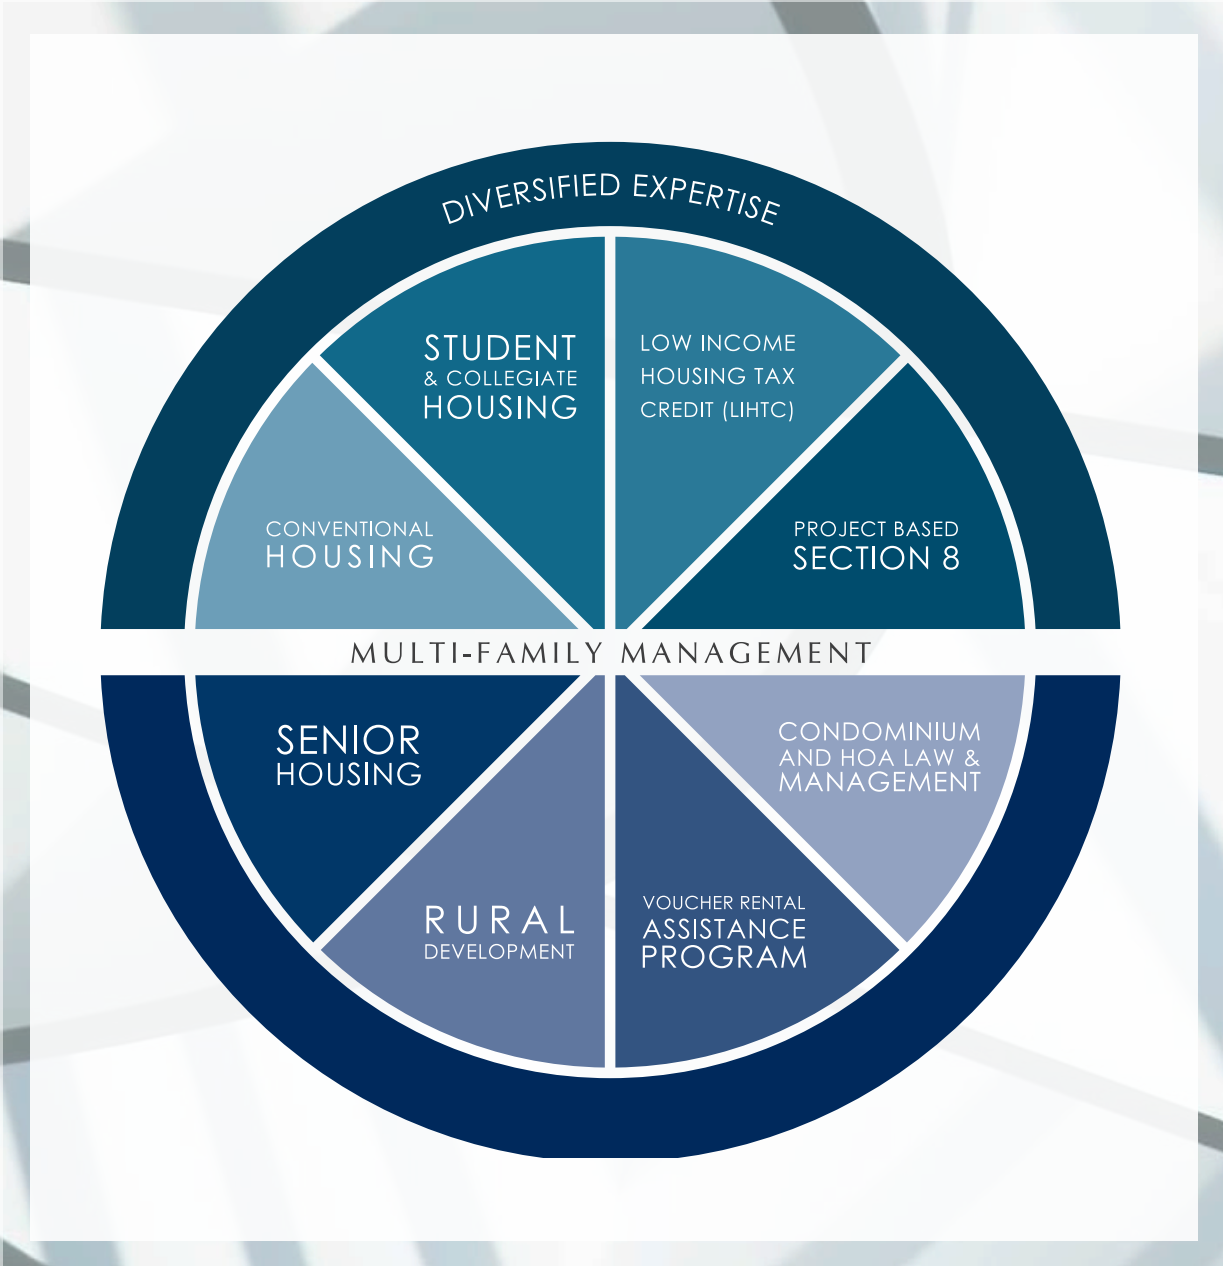 DIVERSIFIED EXPERTISE
STUDENT
& COLLEGIATE
HOUSING
LOW INCOME
HOUSING TAX
CREDIT (LIHTC)
CONVENTIONAL
HOUSING
PROJECT BASED
SECTION 8
MULTI-FAMILY MANAGEMENT
SENIOR
HOUSING
CONDOMINIUM
AND HOA LAW &
MANAGEMENT
RURAL
DEVELOPMENT
VOUCHER RENTAL
ASSISTANCE
PROGRAM